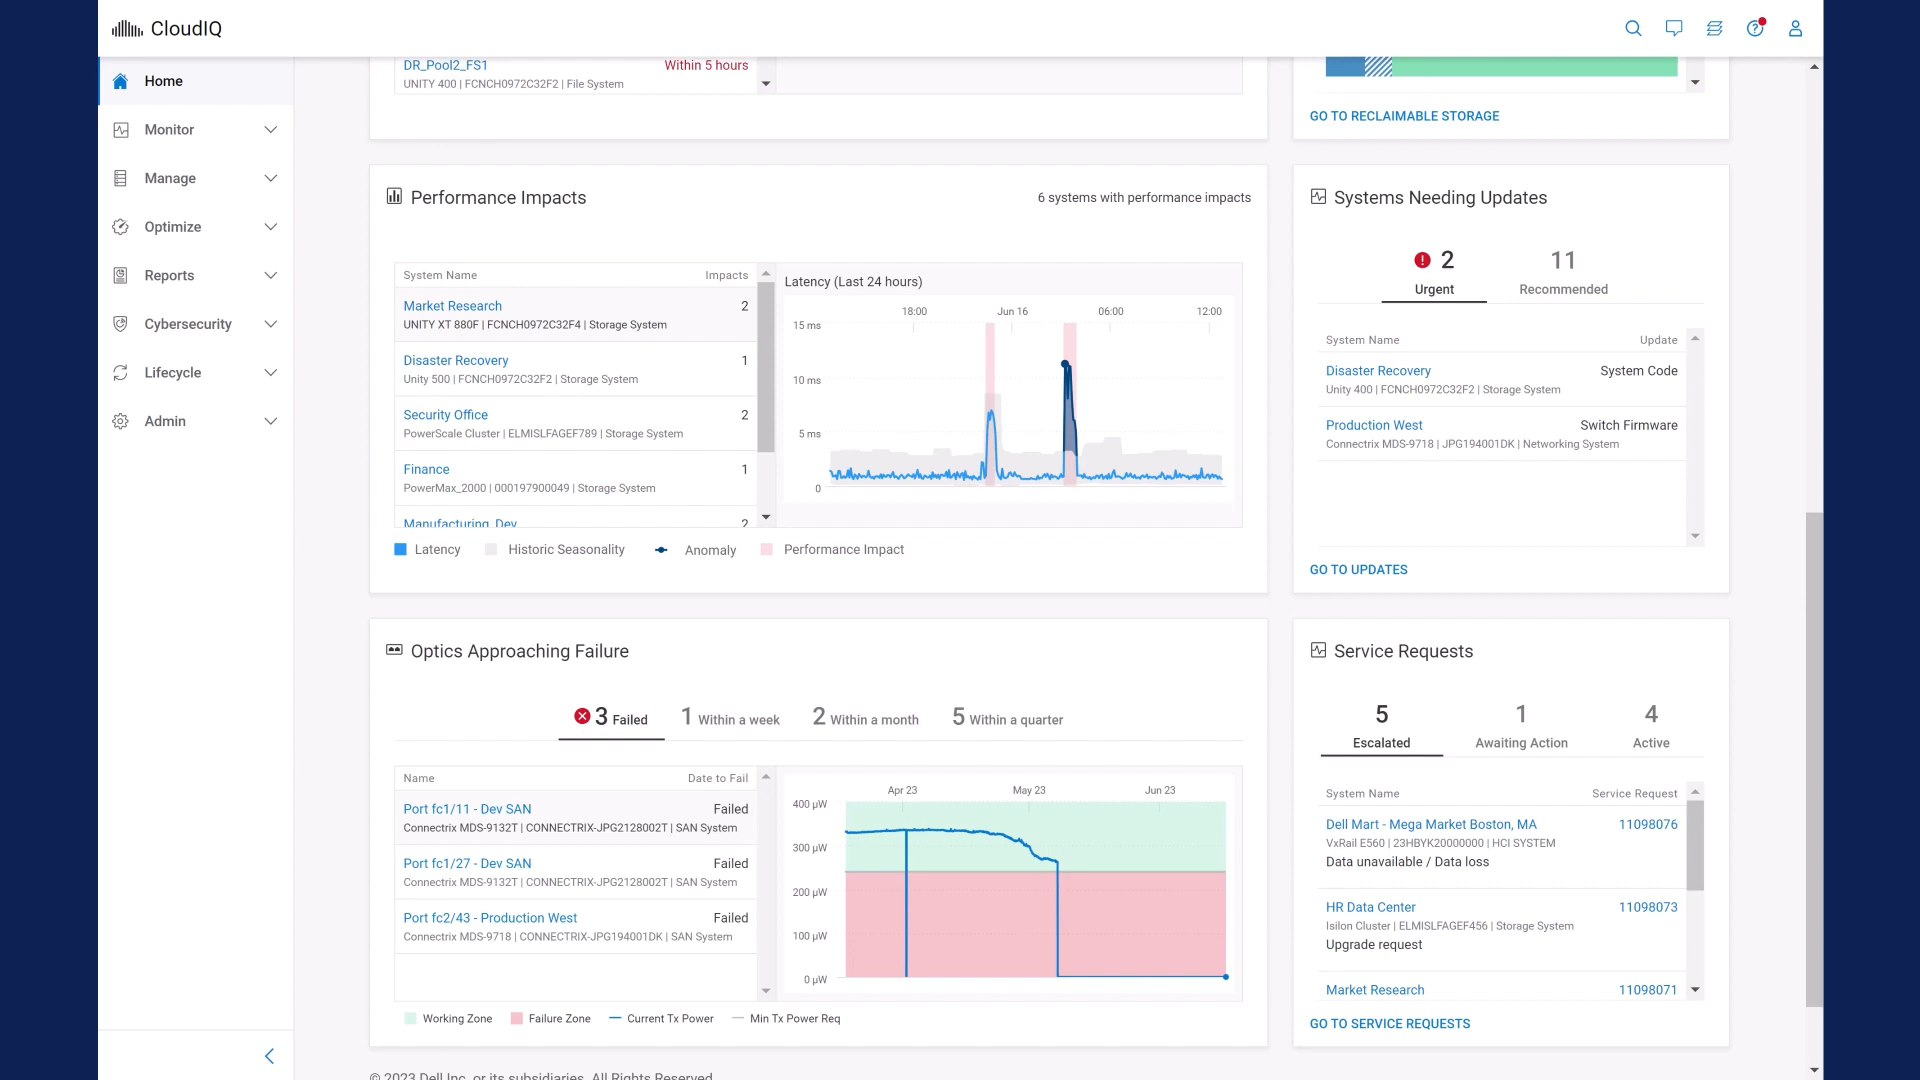 CloudIQ
Home
Monitor
Manage
Optimize
Reports
Cybersecurity
Lifecycle
Admin
DR_Pool2_FS1 Within 5 hours
UNITY 400 | FCNCH0972C32F2 | File System
GO TO RECLAIMABLE STORAGE
Performance Impacts
6 systems with performance impacts
System Name Impacts
Market Research 2
UNITY XT 880F | FCNCH0972C32F4 | Storage System
Disaster Recovery 1
Unity 500 | FCNCH0972C32F2 | Storage System
Security Office 2
PowerScale Cluster | ELMISLFAGEF789 | Storage System
Finance 1
PowerMax_2000 | 000197900049 | Storage System
Manufacturing_Dev 2
Latency (Last 24 hours)
18:00 Jun 16 06:00 12:00
15 ms
10 ms
5 ms
0
Latency Historic Seasonality Anomaly Performance Impact
Systems Needing Updates
2 11
Urgent Recommended
System Name Update
Disaster Recovery System Code
Unity 400 | FCNCH0972C32F2 | Storage System
Production West Switch Firmware
Connectrix MDS-9718 | JPG194001DK | Networking System
GO TO UPDATES
Optics Approaching Failure
3 Failed 1 Within a week 2 Within a month 5 Within a quarter
Name Date to Fail
Port fc1/11 - Dev SAN Failed
Connectrix MDS-9132T | CONNECTRIX-JPG2128002T | SAN System
Port fc1/27 - Dev SAN Failed
Connectrix MDS-9132T | CONNECTRIX-JPG2128002T | SAN System
Port fc2/43 - Production West Failed
Connectrix MDS-9718 | CONNECTRIX-JPG194001DK | SAN System
Apr 23 May 23 Jun 23
400 µW
300 µW
200 µW
100 µW
0 µW
Working Zone Failure Zone Current Tx Power Min Tx Power Req
Service Requests
5 1 4
Escalated Awaiting Action Active
System Name Service Request
Dell Mart - Mega Market Boston, MA 11098076
VxRail E560 | 23HBYK20000000 | HCI SYSTEM
Data unavailable / Data loss
HR Data Center 11098073
Isilon Cluster | ELMISLFAGEF456 | Storage System
Upgrade request
Market Research 11098071
GO TO SERVICE REQUESTS
© 2023 Dell Inc. or its subsidiaries. All Rights Reserved.